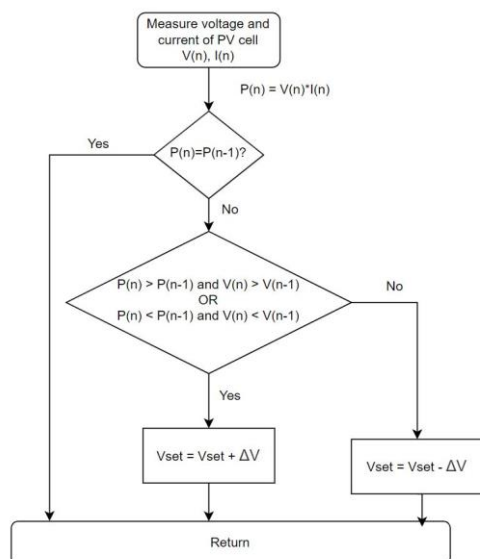 Measure voltage and
current of PV cell
V(n), I(n)
P(n) = V(n)*I(n)
Yes
P(n)=P(n-1)?
No
P(n) > P(n-1) and V(n) > V(n-1)
OR
P(n) < P(n-1) and V(n) < V(n-1)
No
Yes
Vset = Vset + ΔV
Vset = Vset - ΔV
Return